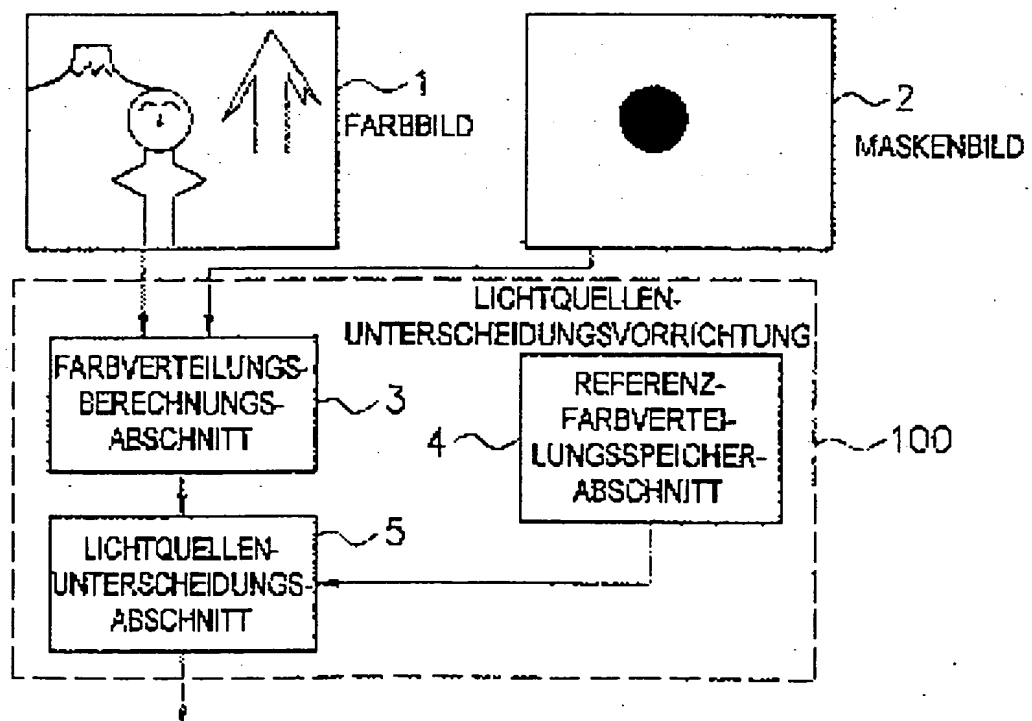 1
FARBBILD
2
MASKENBILD
LICHTQUELLEN-
UNTERSCHEIDUNGSVORRICHTUNG
FARBVERTEILUNGS-
BERECHNUNGS-
ABSCHNITT
3
REFERENZ-
FARBVERTEI-
LUNGSSPEICHER-
ABSCHNITT
4
100
LICHTQUELLEN-
UNTERSCHEIDUNGS-
ABSCHNITT
5